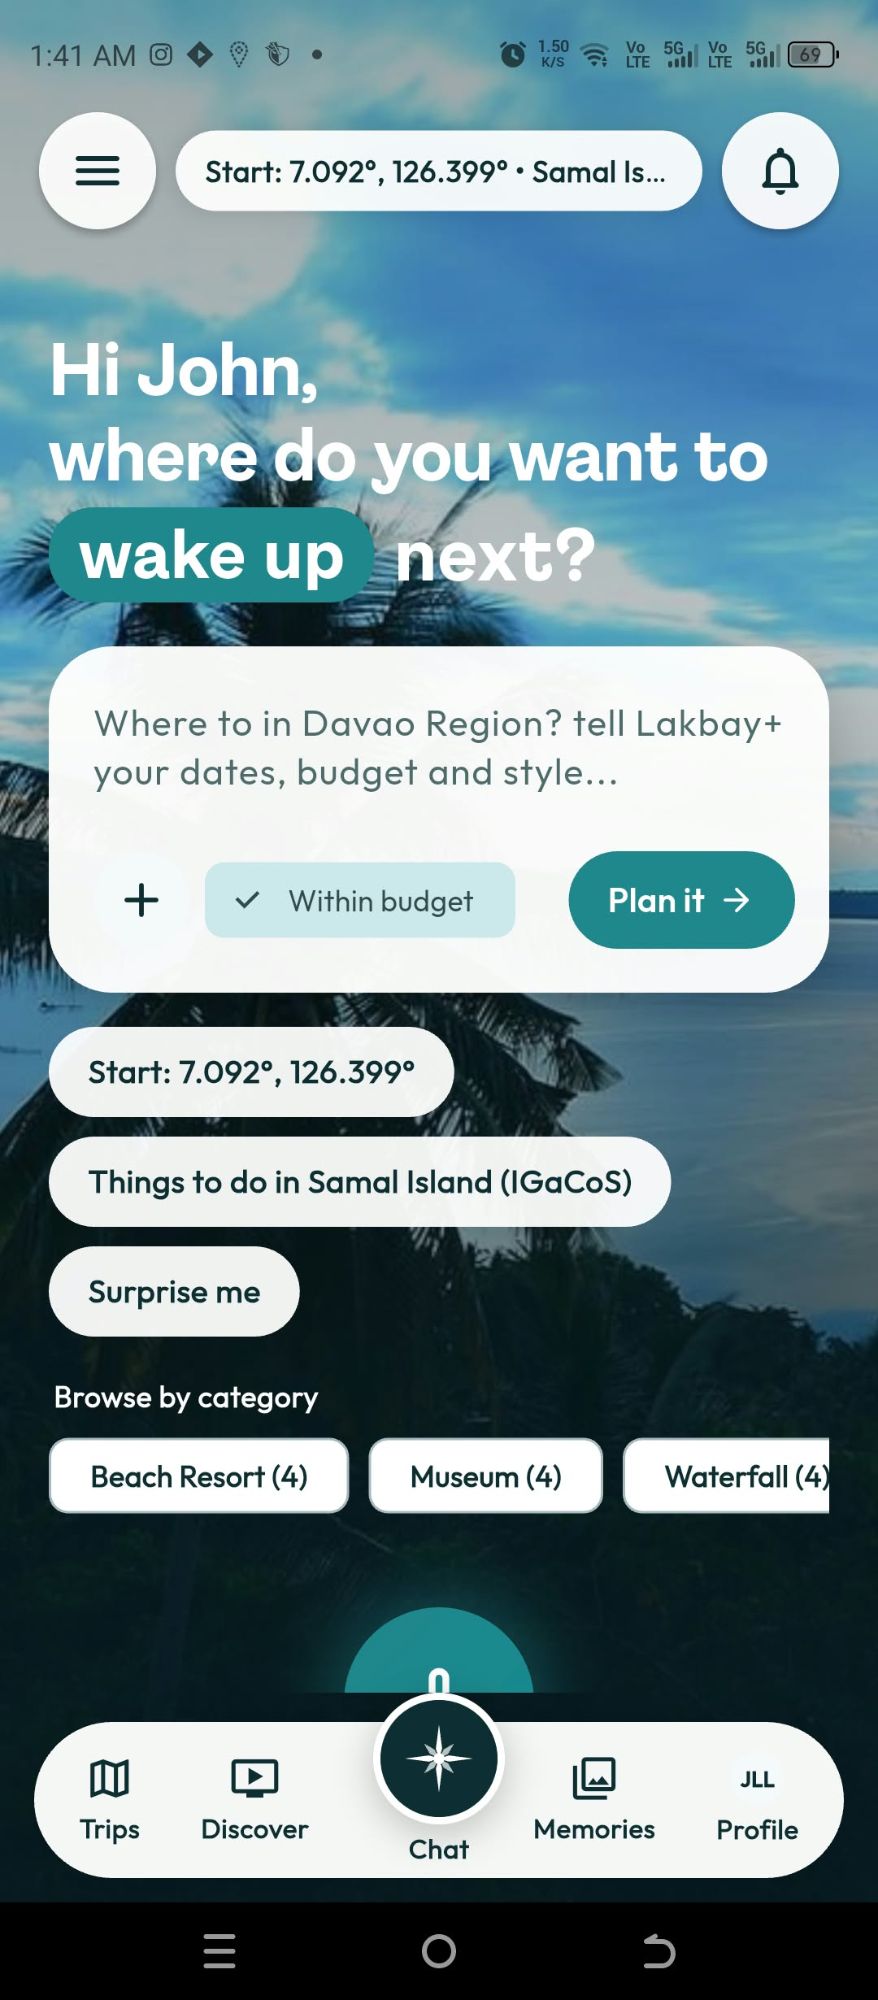 1:41 AM
1.50
K/S
Vo
LTE
5G
Vo
LTE
5G
69
Start: 7.092°, 126.399° • Samal Is...
Hi John,
where do you want to
wake up next?
Where to in Davao Region? tell Lakbay+
your dates, budget and style...
Within budget
Plan it
Start: 7.092°, 126.399°
Things to do in Samal Island (IGaCoS)
Surprise me
Browse by category
Beach Resort (4) Museum (4) Waterfall (4)
Trips
Discover
Chat
Memories
JLL
Profile